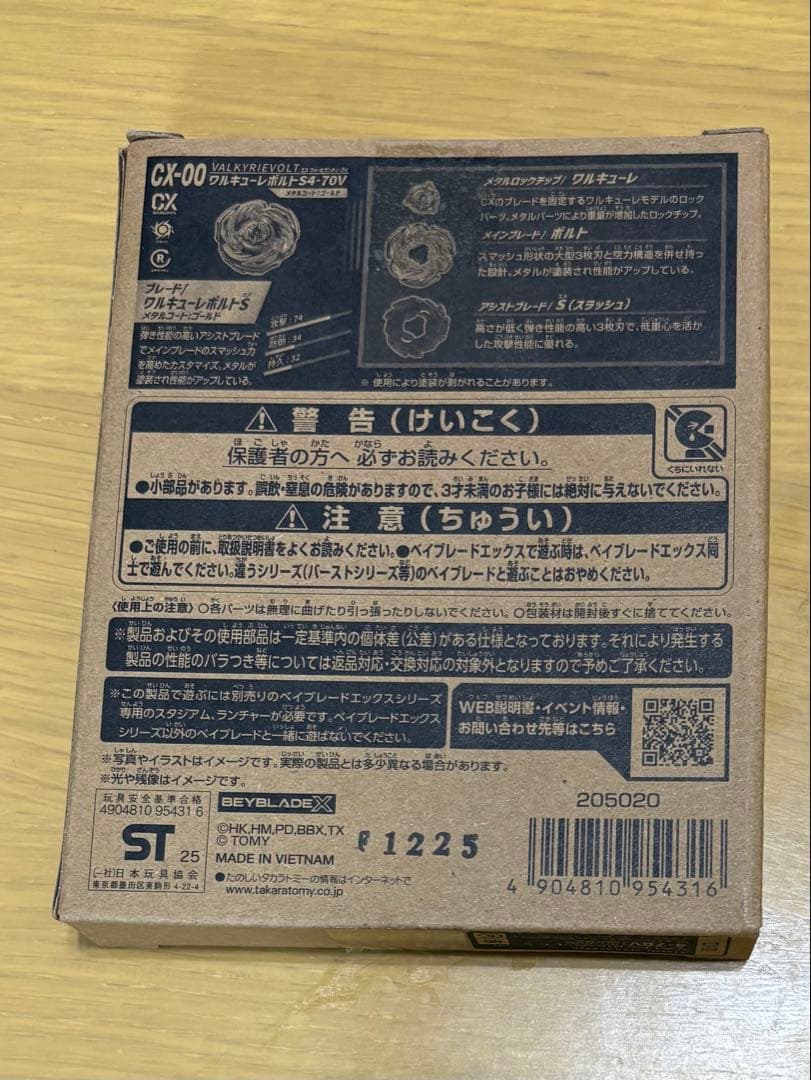 CX-00
VALKYRIEVOLT エス フォーセブンティーブイ
ワルキューレボルトS4-70V
メタルコート:ゴールド
CX
R
ブレード/
ワルキューレボルトS
メタルコート:ゴールド
攻撃:74
防御:34
持久:32
弾き性能の高いアシストブレード
でメインブレードのスマッシュ力
を高めたカスタマイズ。メタルが
塗装され性能がアップしている。
メタルロックチップ/ ワルキューレ
CXのブレードを固定するワルキューレモデルのロック
パーツ。メタルパーツにより重量が増加したロックチップ。
メインブレード/ ボルト
スマッシュ形状の大型3枚刃と空力構造を併せ持っ
た設計。メタルが塗装され性能がアップしている。
アシストブレード/ S(スラッシュ)
高さが低く弾き性能の高い3枚刃で、低重心を活か
した攻撃性能に優れる。
※使用により塗装が剥がれることがあります。
警 告(けいこく)
保護者の方へ 必ずお読みください。
くちにいれない
●小部品があります。誤飲・窒息の危険がありますので、3才未満のお子様には絶対に与えないでください。
注 意(ちゅうい)
●ご使用の前に、取扱説明書をよくお読みください。●ベイブレードエックスで遊ぶ時は、ベイブレードエックス同
士で遊んでください。違うシリーズ(バーストシリーズ等)のベイブレードと遊ぶことはおやめください。
〈使用上の注意〉○各パーツは無理に曲げたり引っ張ったりしないでください。○包装材は開封後すぐに捨ててください。
※製品およびその使用部品は一定基準内の個体差(公差)がある仕様となっております。それにより発生する
製品の性能のバラつき等については返品対応・交換対応の対象外となりますので予めご了承ください。
※この製品で遊ぶには別売りのベイブレードエックスシリーズ
専用のスタジアム、ランチャーが必要です。ベイブレードエックス
シリーズ以外のベイブレードと一緒に遊ばないでください。
WEB説明書・イベント情報・
お問い合わせ先等はこちら
※写真やイラストはイメージです。実際の製品とは多少異なる場合があります。
※光や残像はイメージです。
玩具安全基準合格
4904810 95431 6
ST 25
(一社)日本玩具協会
東京都墨田区東駒形 4-22-4
BEYBLADE X
©HK,HM,PD,BBX,TX
© TOMY
MADE IN VIETNAM
●たのしいタカラトミーの情報はインターネットで
www.takaratomy.co.jp
1225
205020
4 904810 954316